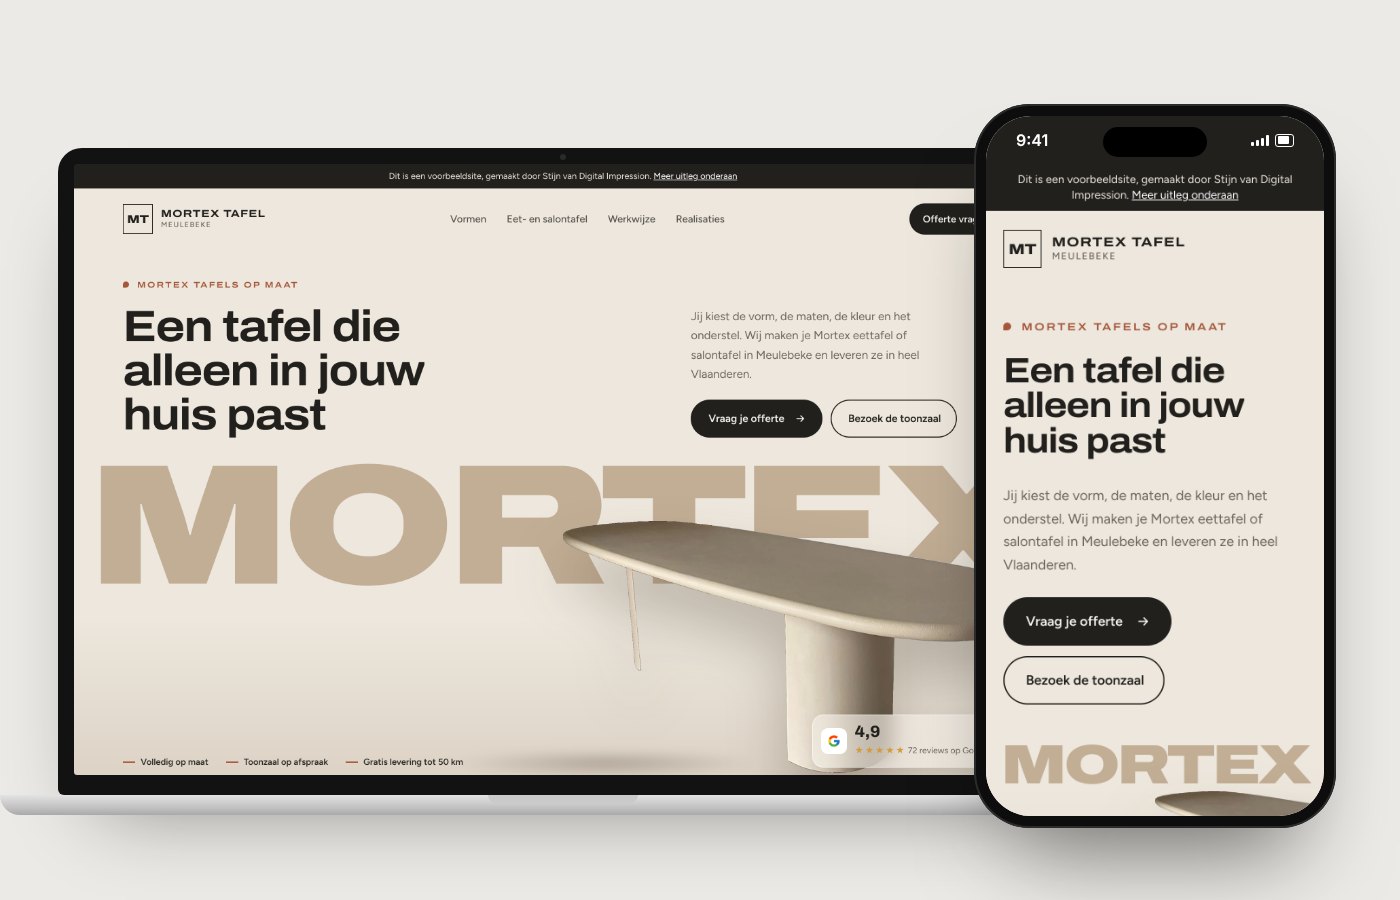 Dit is een voorbeeldsite, gemaakt door Stijn van Digital Impression. Meer uitleg onderaan
MT
MORTEX TAFEL
MEULEBEKE
Vormen
Eet- en salontafel
Werkwijze
Realisaties
Offerte
MORTEX TAFELS OP MAAT
Een tafel die
alleen in jouw
huis past
Jij kiest de vorm, de maten, de kleur en het
onderstel. Wij maken je Mortex eettafel of
salontafel in Meulebeke en leveren ze in heel
Vlaanderen.
Vraag je offerte →
Bezoek de toonzaal
MORTEX
4,9
★★★★★ 72 reviews op
Volledig op maat
Toonzaal op afspraak
Gratis levering tot 50 km
9:41
Dit is een voorbeeldsite, gemaakt door Stijn van Digital
Impression. Meer uitleg onderaan
MT
MORTEX TAFEL
MEULEBEKE
MORTEX TAFELS OP MAAT
Een tafel die
alleen in jouw
huis past
Jij kiest de vorm, de maten, de kleur en het
onderstel. Wij maken je Mortex eettafel of
salontafel in Meulebeke en leveren ze in heel
Vlaanderen.
Vraag je offerte →
Bezoek de toonzaal
MORTEX